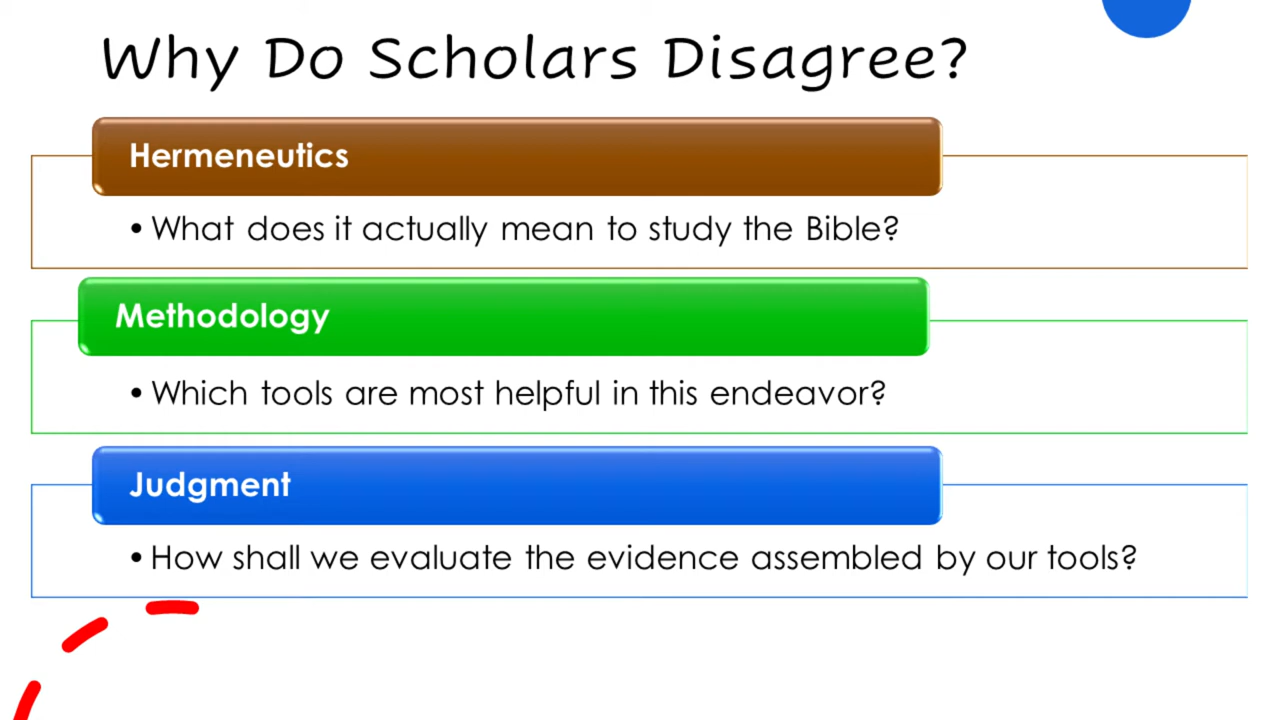 Why Do Scholars Disagree?
Hermeneutics
• What does it actually mean to study the Bible?
Methodology
• Which tools are most helpful in this endeavor?
Judgment
• How shall we evaluate the evidence assembled by our tools?